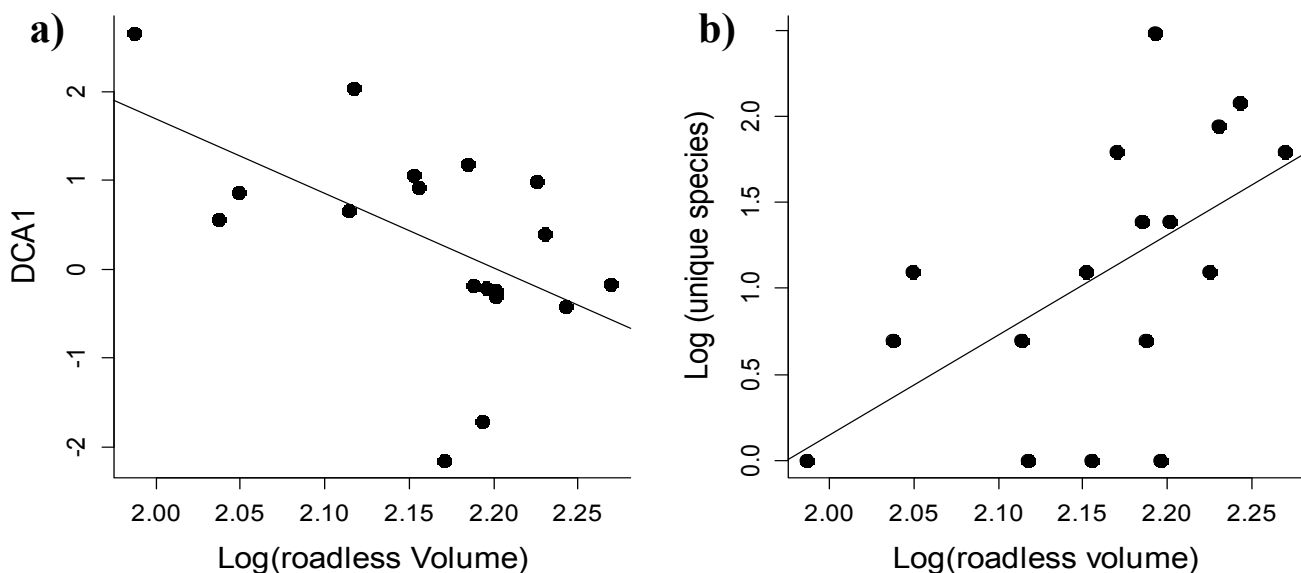 a)
DCA1
2
1
0
-1
-2
2.00 2.05 2.10 2.15 2.20 2.25
Log(roadless Volume)
b)
Log (unique species)
2.0
1.5
1.0
0.5
0.0
2.00 2.05 2.10 2.15 2.20 2.25
Log(roadless volume)